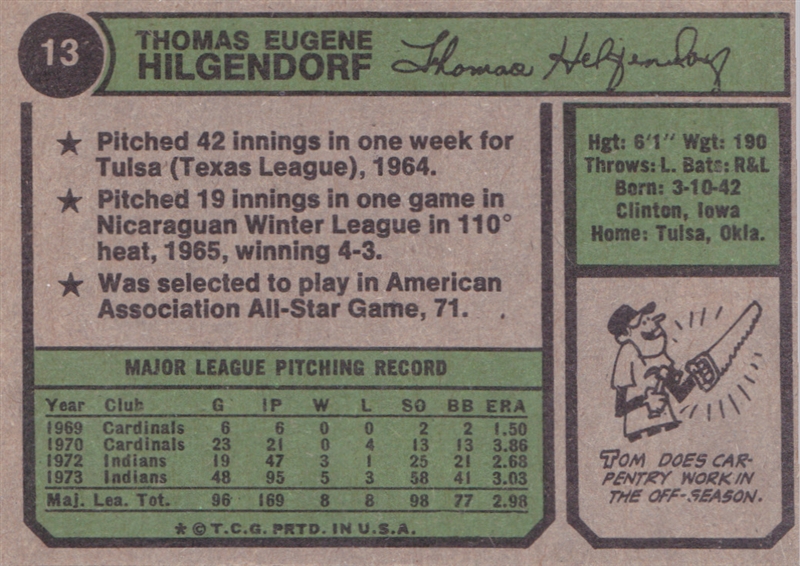 13
THOMAS EUGENE
HILGENDORF
Thomas Hilgendorf
★ Pitched 42 innings in one week for
Tulsa (Texas League), 1964.
★ Pitched 19 innings in one game in
Nicaraguan Winter League in 110°
heat, 1965, winning 4-3.
★ Was selected to play in American
Association All-Star Game, 71.
Hgt: 6'1" Wgt: 190
Throws: L. Bats: R&L
Born: 3-10-42
Clinton, Iowa
Home: Tulsa, Okla.
MAJOR LEAGUE PITCHING RECORD
Year Club G IP W L SO BB ERA
1969 Cardinals 6 6 0 0 2 2 1.50
1970 Cardinals 23 21 0 4 13 13 3.86
1972 Indians 19 47 3 1 25 21 2.68
1973 Indians 48 95 5 3 58 41 3.03
Maj. Lea. Tot. 96 169 8 8 98 77 2.98
★ © T.C.G. PRTD. IN U.S.A.
TOM DOES CAR-
PENTRY WORK IN
THE OFF-SEASON.